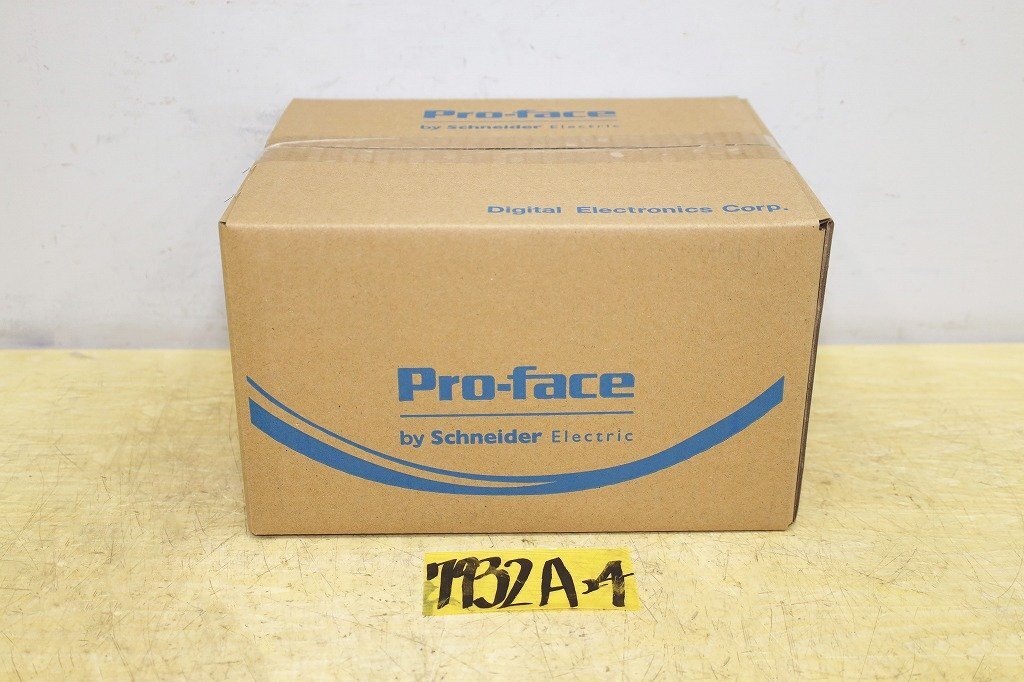 Pro-face
by Schneider Electric
Digital Electronics Corp.
Pro-face
by Schneider Electric
7932A-4